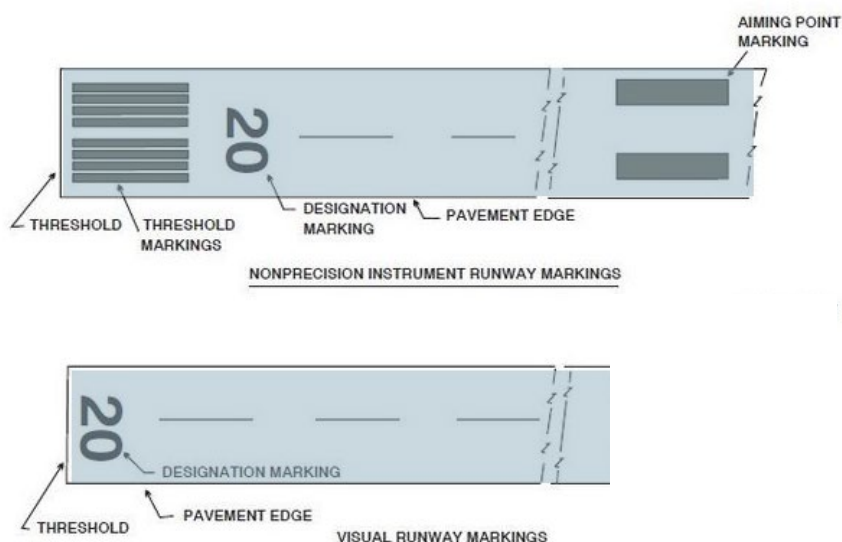 AIMING POINT
MARKING
20
DESIGNATION
MARKING
PAVEMENT EDGE
THRESHOLD
THRESHOLD
MARKINGS
NONPRECISION INSTRUMENT RUNWAY MARKINGS
20
DESIGNATION MARKING
PAVEMENT EDGE
THRESHOLD
VISUAL RUNWAY MARKINGS